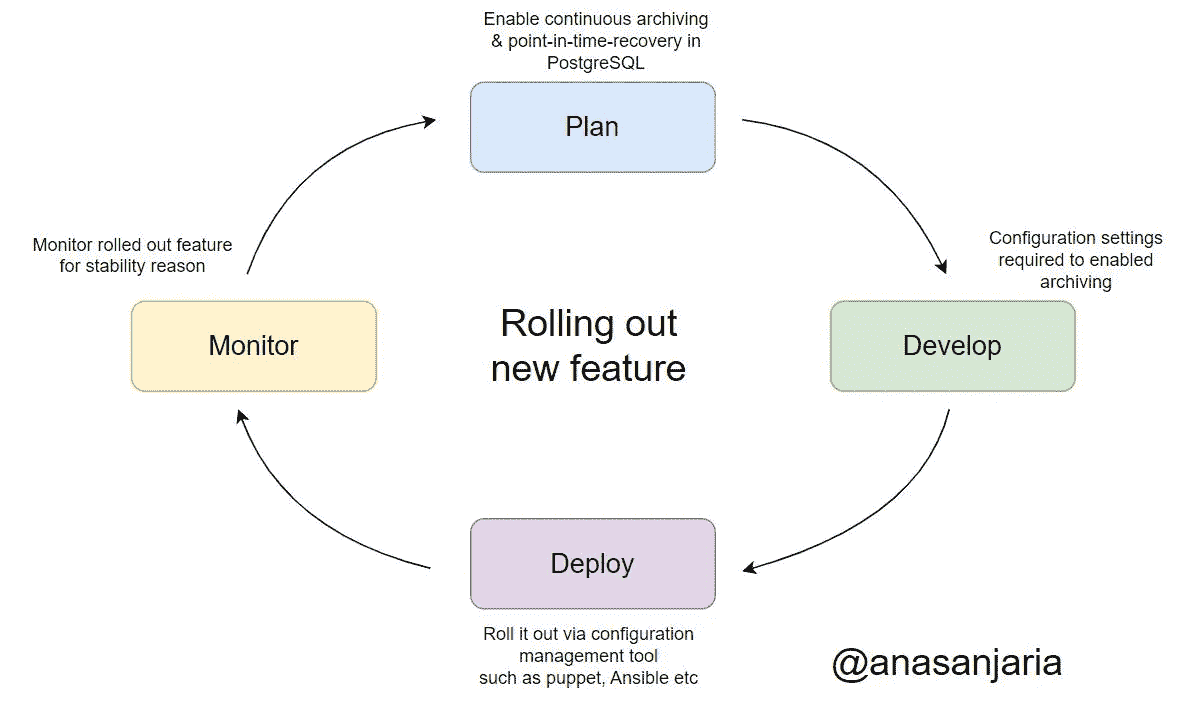 Enable continuous archiving
& point-in-time-recovery in
PostgreSQL
Plan
Monitor rolled out feature
for stability reason
Configuration settings
required to enabled
archiving
Monitor
Rolling out
new feature
Develop
Deploy
Roll it out via configuration
management tool
such as puppet, Ansible etc
@anasanjaria